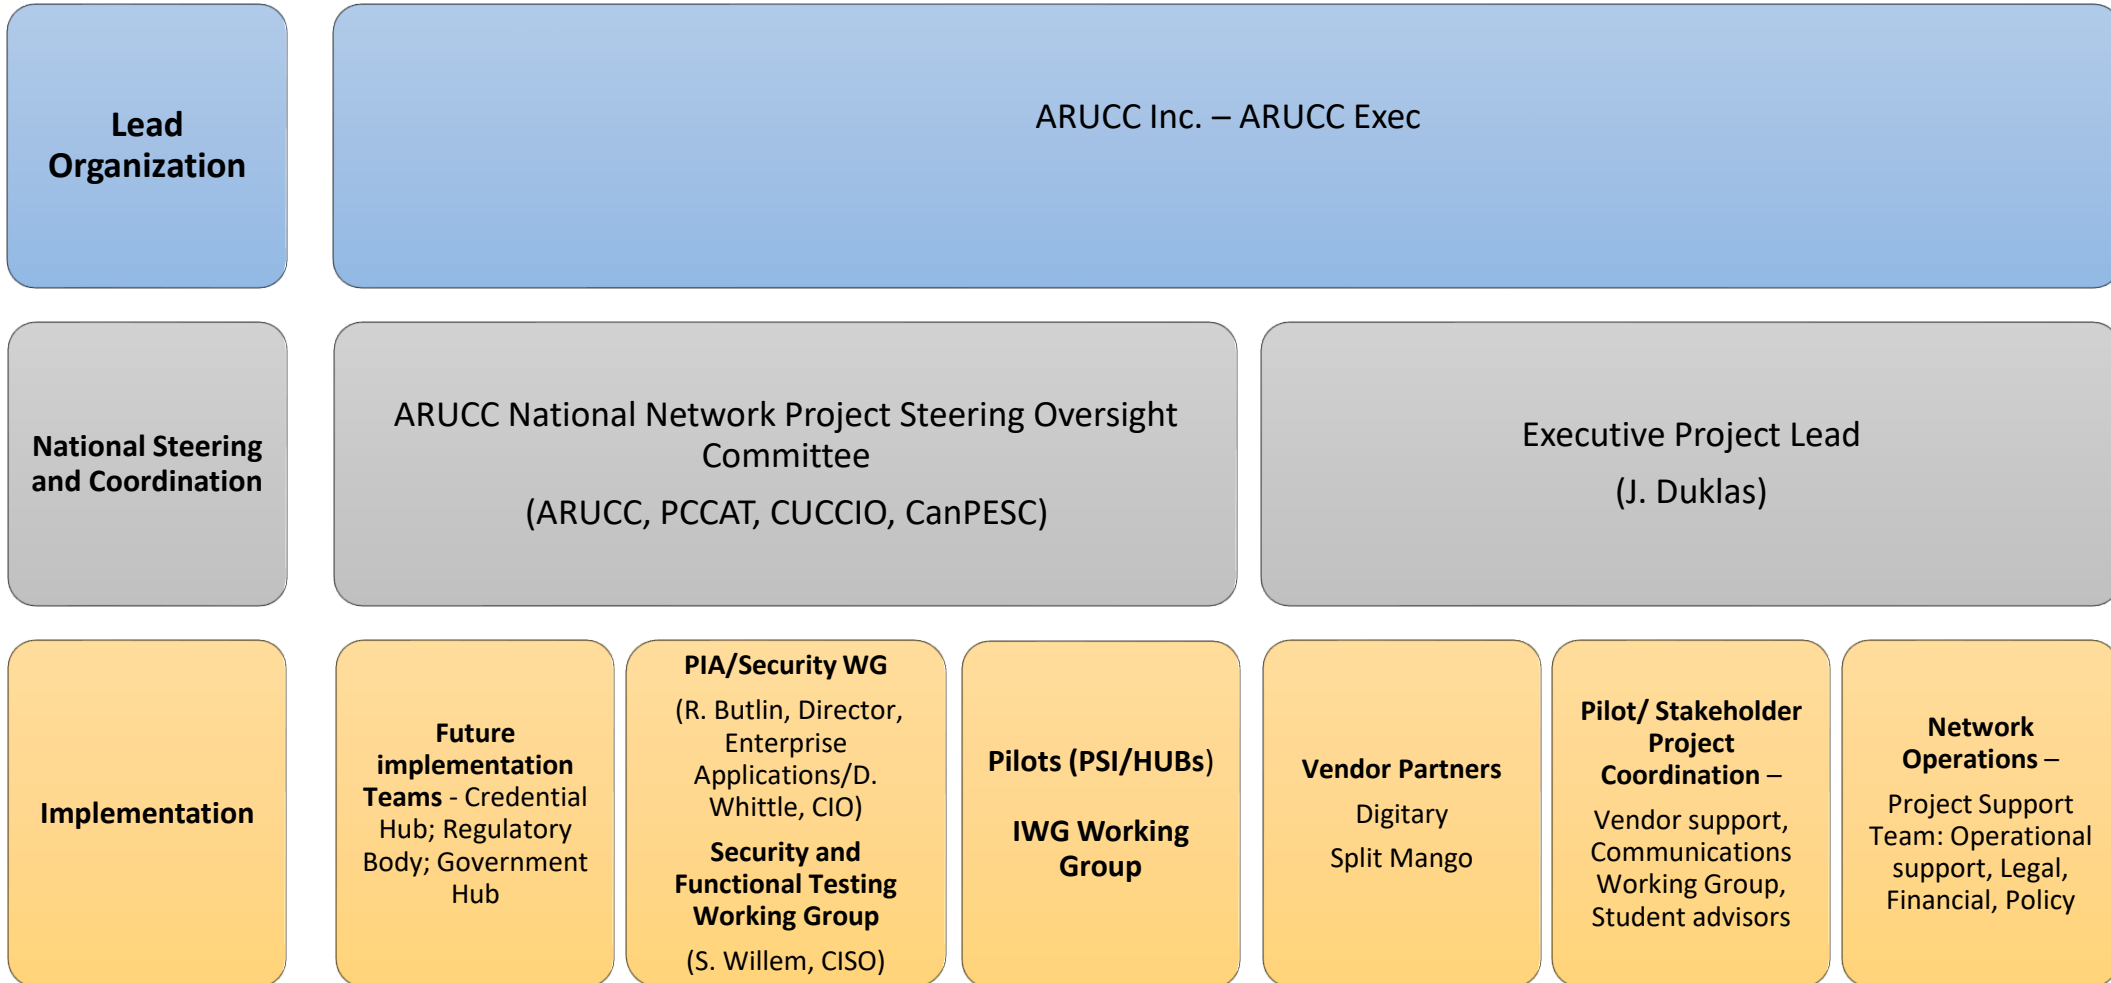 Lead
Organization
ARUCC Inc. – ARUCC Exec
National Steering
and Coordination
ARUCC National Network Project Steering Oversight
Committee
(ARUCC, PCCAT, CUCCIO, CanPESC)
Executive Project Lead
(J. Duklas)
Implementation
Future
implementation
Teams - Credential
Hub; Regulatory
Body; Government
Hub
PIA/Security WG
(R. Butlin, Director,
Enterprise
Applications/D.
Whittle, CIO)
Security and
Functional Testing
Working Group
(S. Willem, CISO)
Pilots (PSI/HUBs)
IWG Working
Group
Vendor Partners
Digitary
Split Mango
Pilot/ Stakeholder
Project
Coordination –
Vendor support,
Communications
Working Group,
Student advisors
Network
Operations –
Project Support
Team: Operational
support, Legal,
Financial, Policy